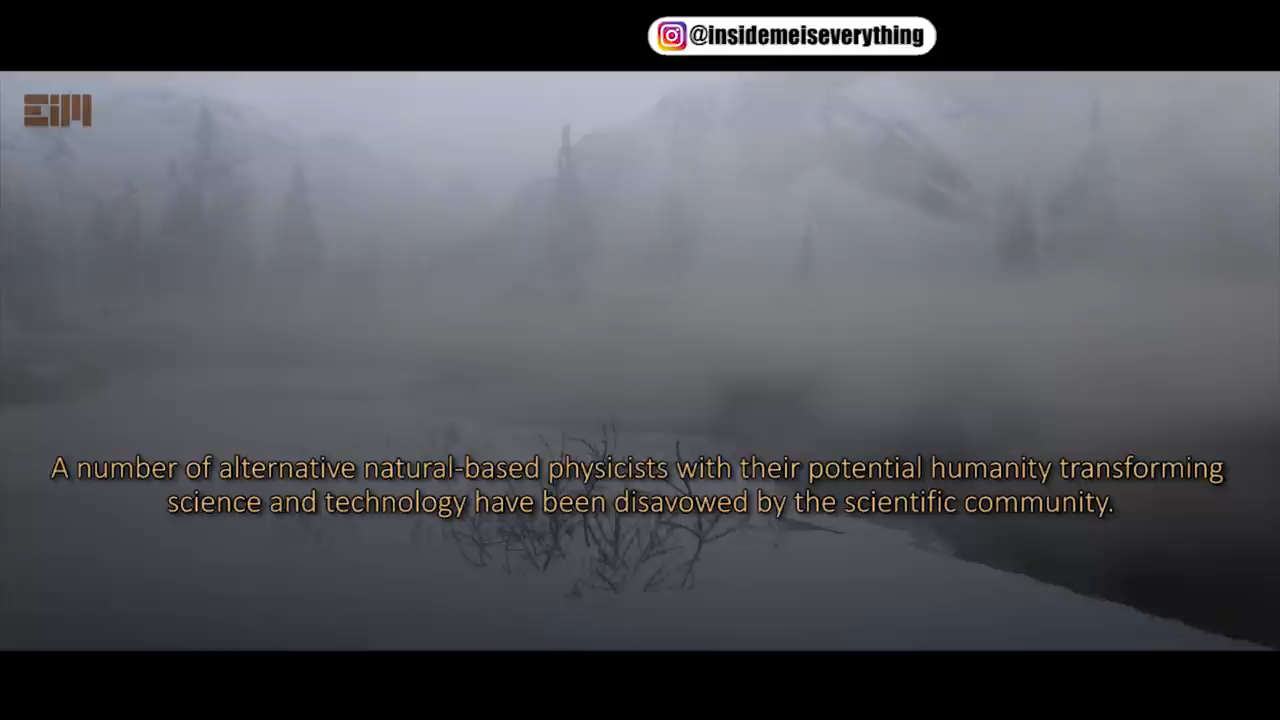 @insidemeiseverything
EiM
A number of alternative natural-based physicists with their potential humanity transforming
science and technology have been disavowed by the scientific community.